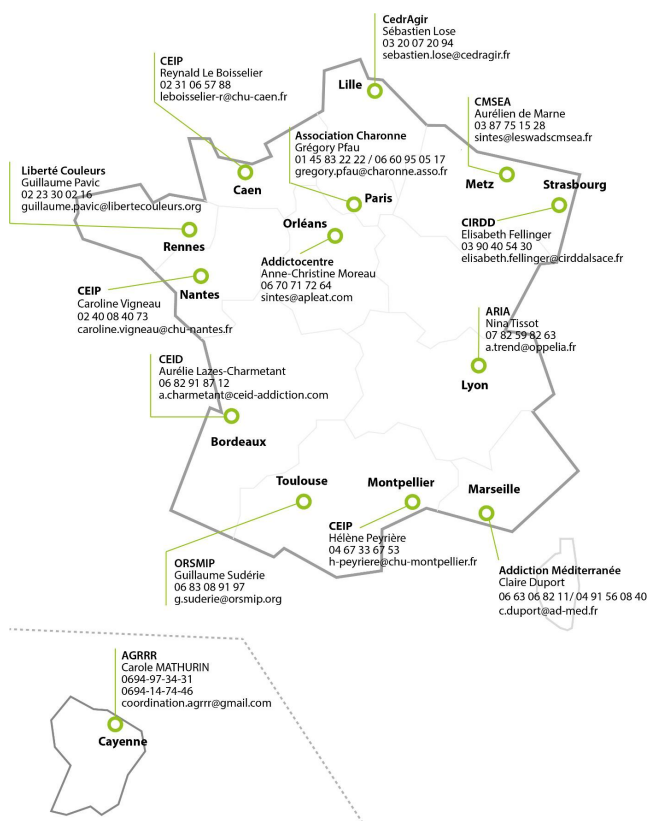 CedrAgir
Sébastien Lose
03 20 07 20 94
sebastien.lose@cedragir.fr
Lille
CEIP
Reynald Le Boisselier
02 31 06 57 88
leboisselier-r@chu-caen.fr
Caen
CMSEA
Aurélien de Marne
03 87 75 15 28
sintes@leswadscmsea.fr
Metz
Association Charonne
Grégory Pfau
01 45 83 22 22 / 06 60 95 05 17
gregory.pfau@charonne.asso.fr
Paris
Strasbourg
CIRDD
Elisabeth Fellinger
03 90 40 54 30
elisabeth.fellinger@cirddalsace.fr
Liberté Couleurs
Guillaume Pavic
02 23 30 02 16
guillaume.pavic@libertecouleurs.org
Rennes
Orléans
Addictocentre
Anne-Christine Moreau
06 70 71 72 64
sintes@apleat.com
CEIP
Caroline Vigneau
02 40 08 40 73
caroline.vigneau@chu-nantes.fr
Nantes
ARIA
Nina Tissot
07 82 59 82 63
a.trend@oppelia.fr
Lyon
CEID
Aurélie Lazes-Charmetant
06 82 91 87 12
a.charmetant@ceid-addiction.com
Bordeaux
Toulouse
ORSMIP
Guillaume Sudérie
06 83 08 91 97
g.suderie@orsmip.org
Montpellier
CEIP
Hélène Peyrière
04 67 33 67 53
h-peyriere@chu-montpellier.fr
Marseille
Addiction Méditerranée
Claire Duport
06 63 06 82 11/ 04 91 56 08 40
c.duport@ad-med.fr
AGRRR
Carole MATHURIN
0694-97-34-31
0694-14-74-46
coordination.agrrr@gmail.com
Cayenne